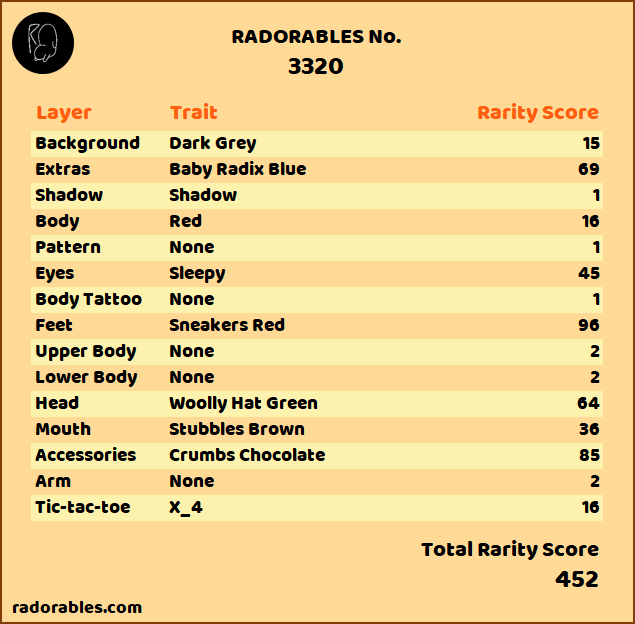 RADORABLES No.
3320
Layer Trait Rarity Score
Background Dark Grey 15
Extras Baby Radix Blue 69
Shadow Shadow 1
Body Red 16
Pattern None 1
Eyes Sleepy 45
Body Tattoo None 1
Feet Sneakers Red 96
Upper Body None 2
Lower Body None 2
Head Woolly Hat Green 64
Mouth Stubbles Brown 36
Accessories Crumbs Chocolate 85
Arm None 2
Tic-tac-toe X_4 16
Total Rarity Score
452
radorables.com